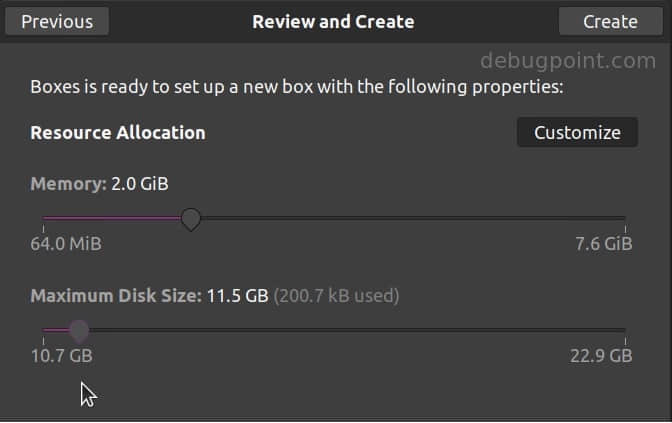 Previous Review and Create Create
debugpoint.com
Boxes is ready to set up a new box with the following properties:
Resource Allocation Customize
Memory: 2.0 GiB
64.0 MiB 7.6 GiB
Maximum Disk Size: 11.5 GB (200.7 kB used)
10.7 GB 22.9 GB